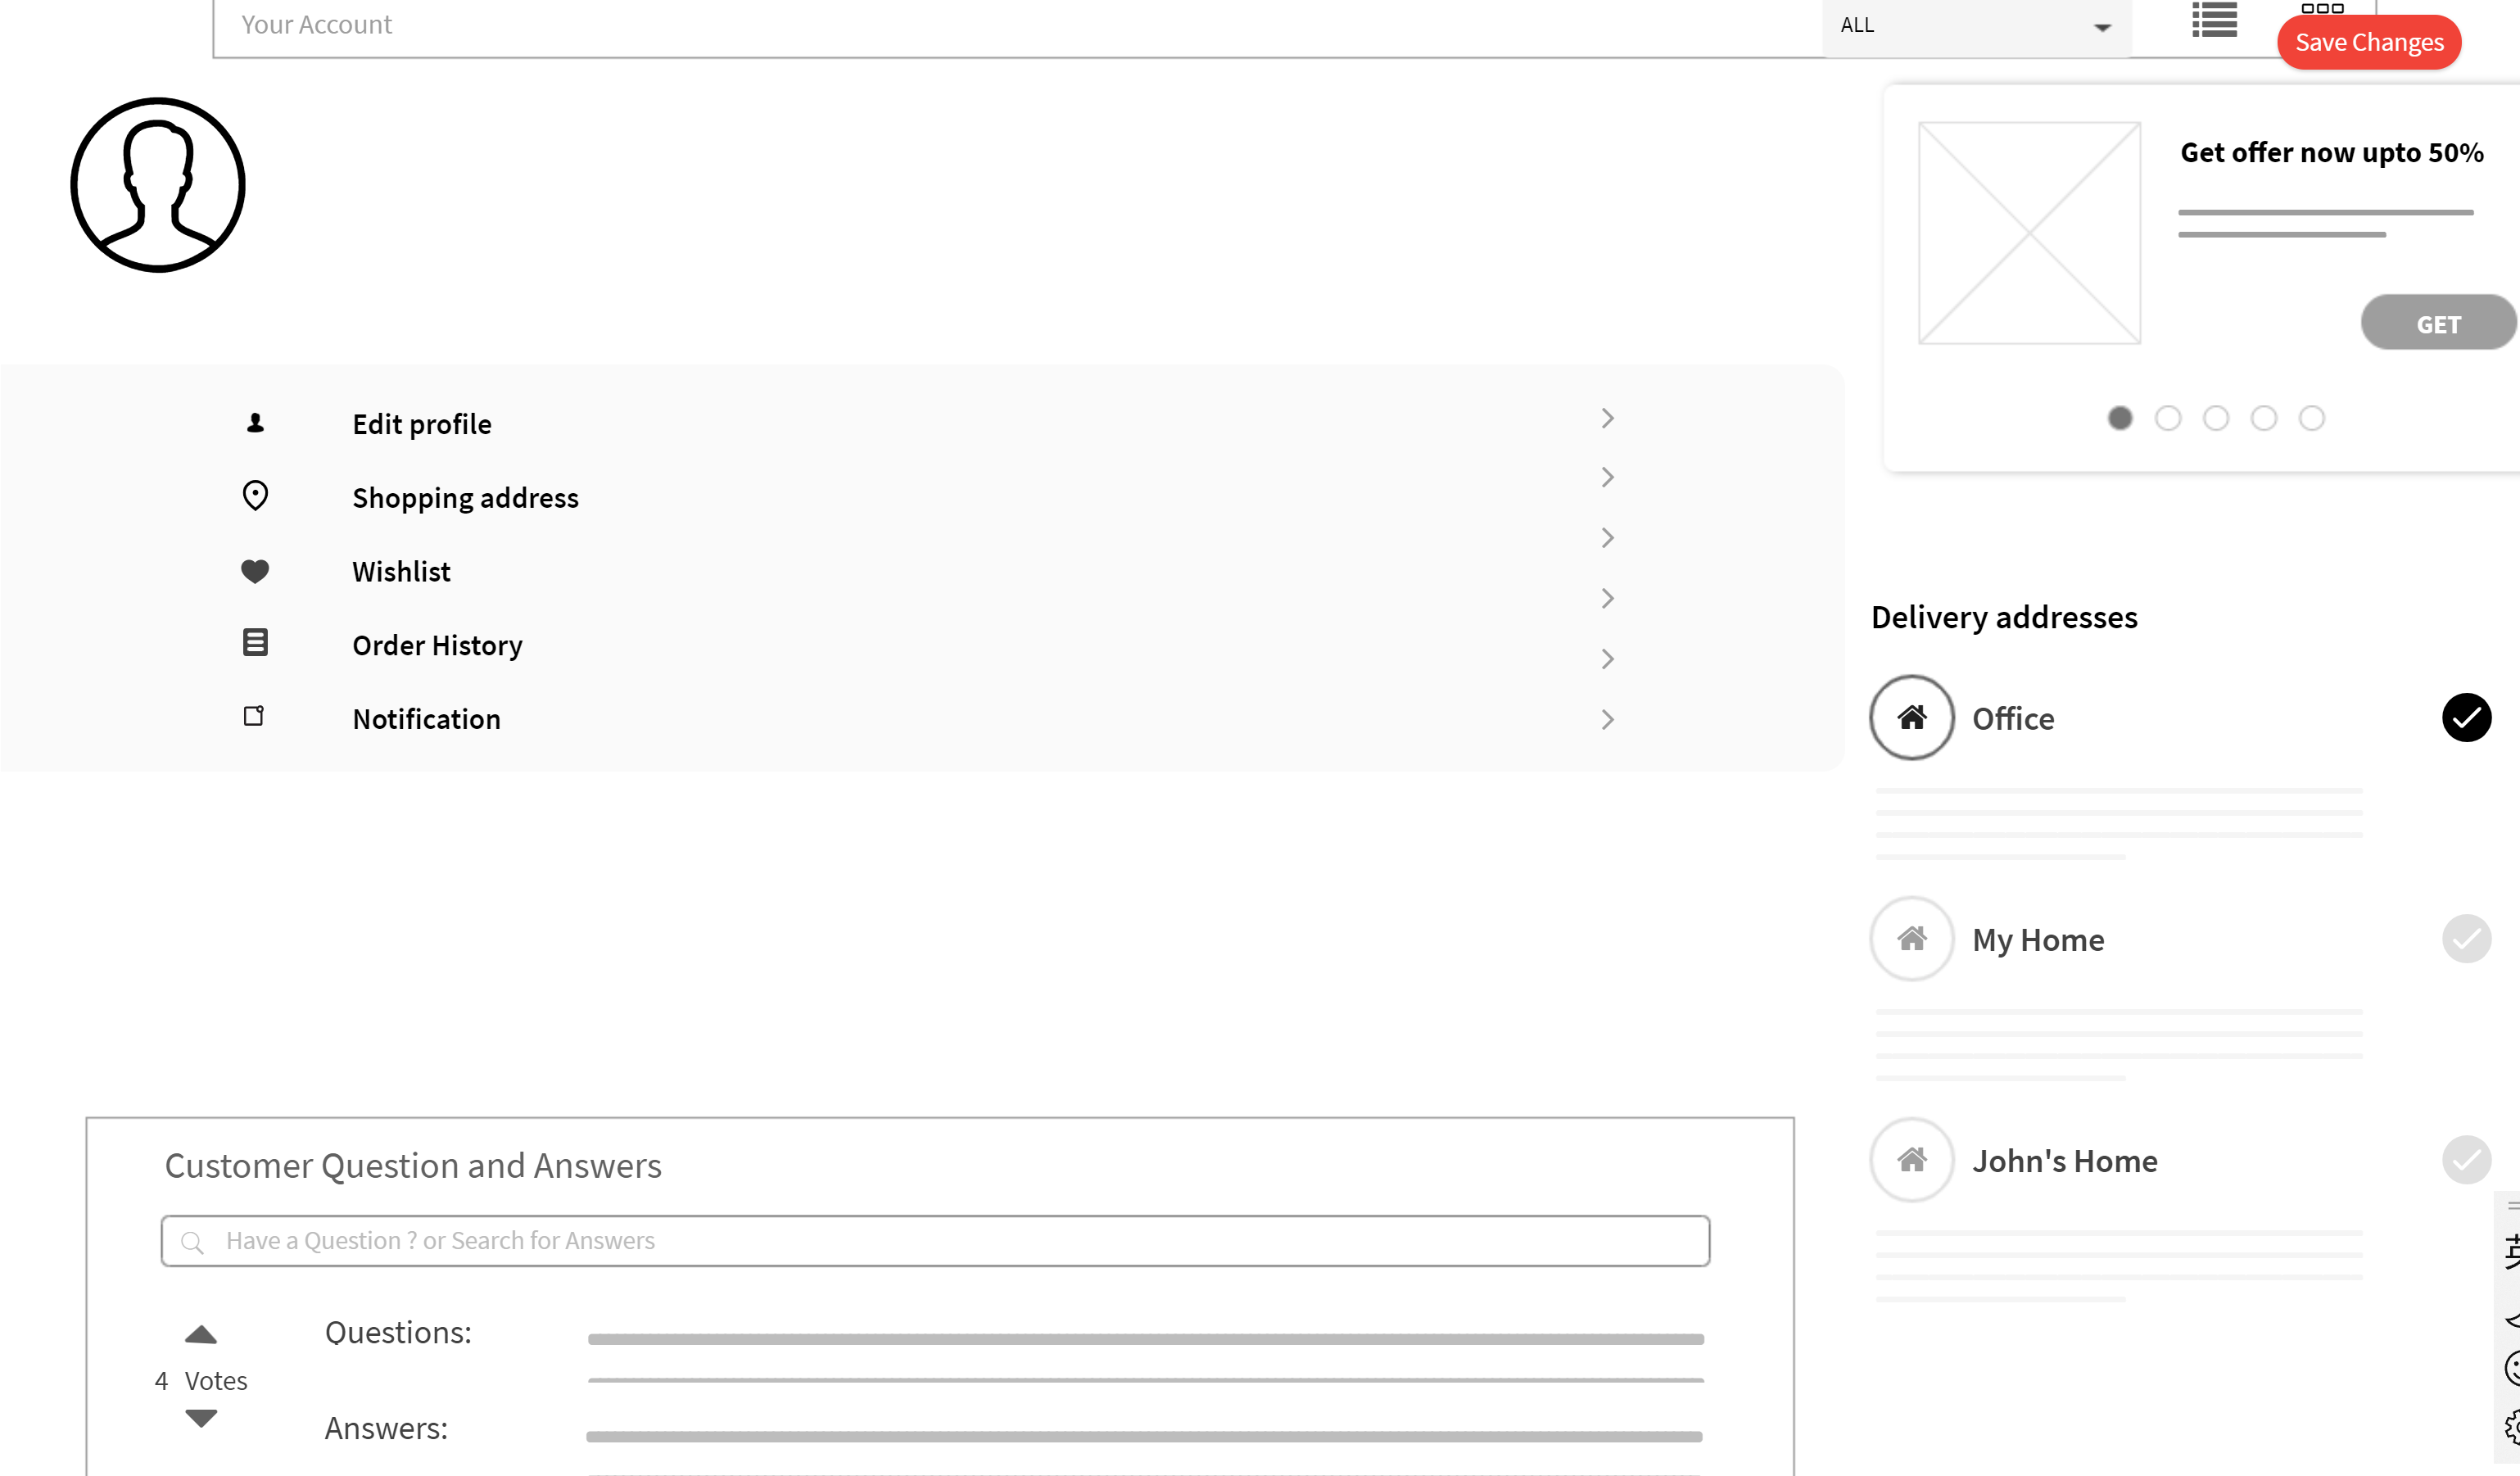 Your Account
ALL
Save Changes
Get offer now upto 50%
GET
Edit profile
Shopping address
Wishlist
Order History
Notification
Delivery addresses
Office
My Home
John's Home
Customer Question and Answers
Have a Question ? or Search for Answers
Questions:
4 Votes
Answers: